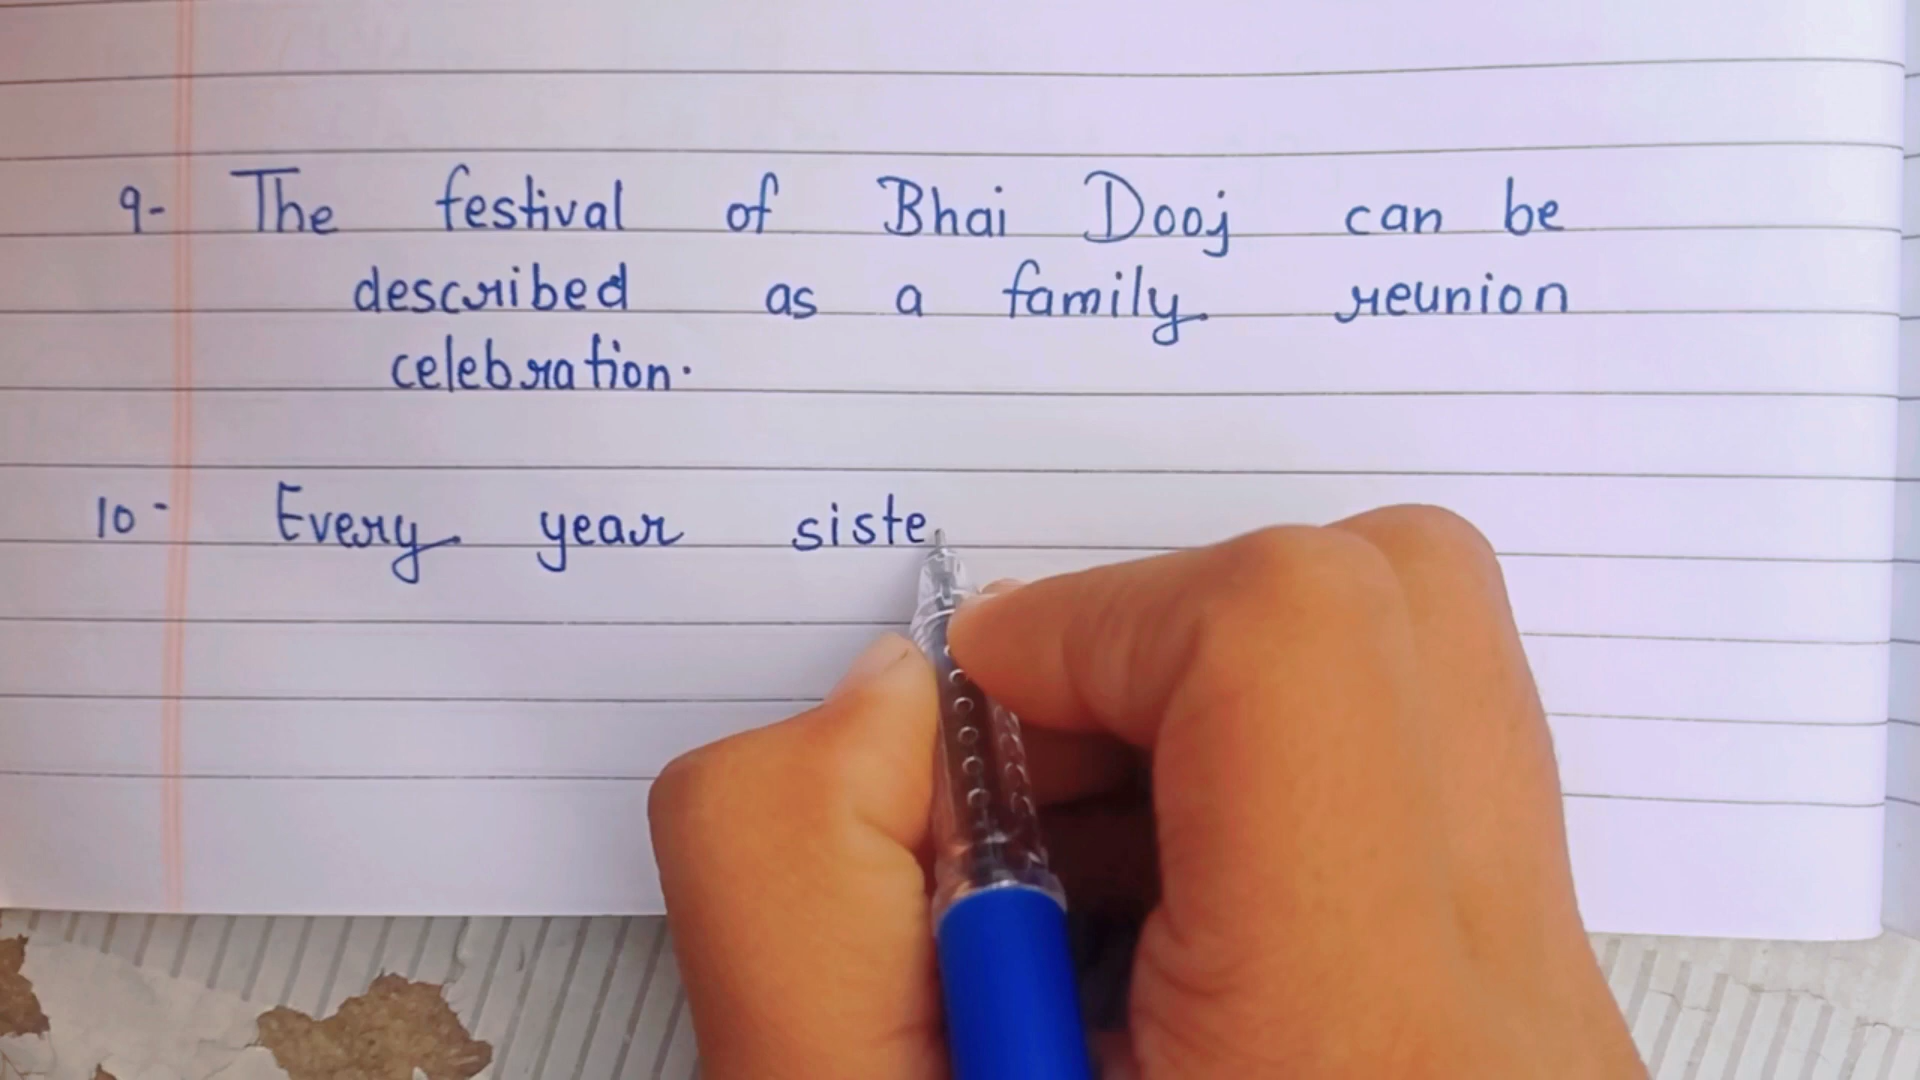 9- The festival of Bhai Dooj can be
described as a family reunion
celebration.
10- Every year siste